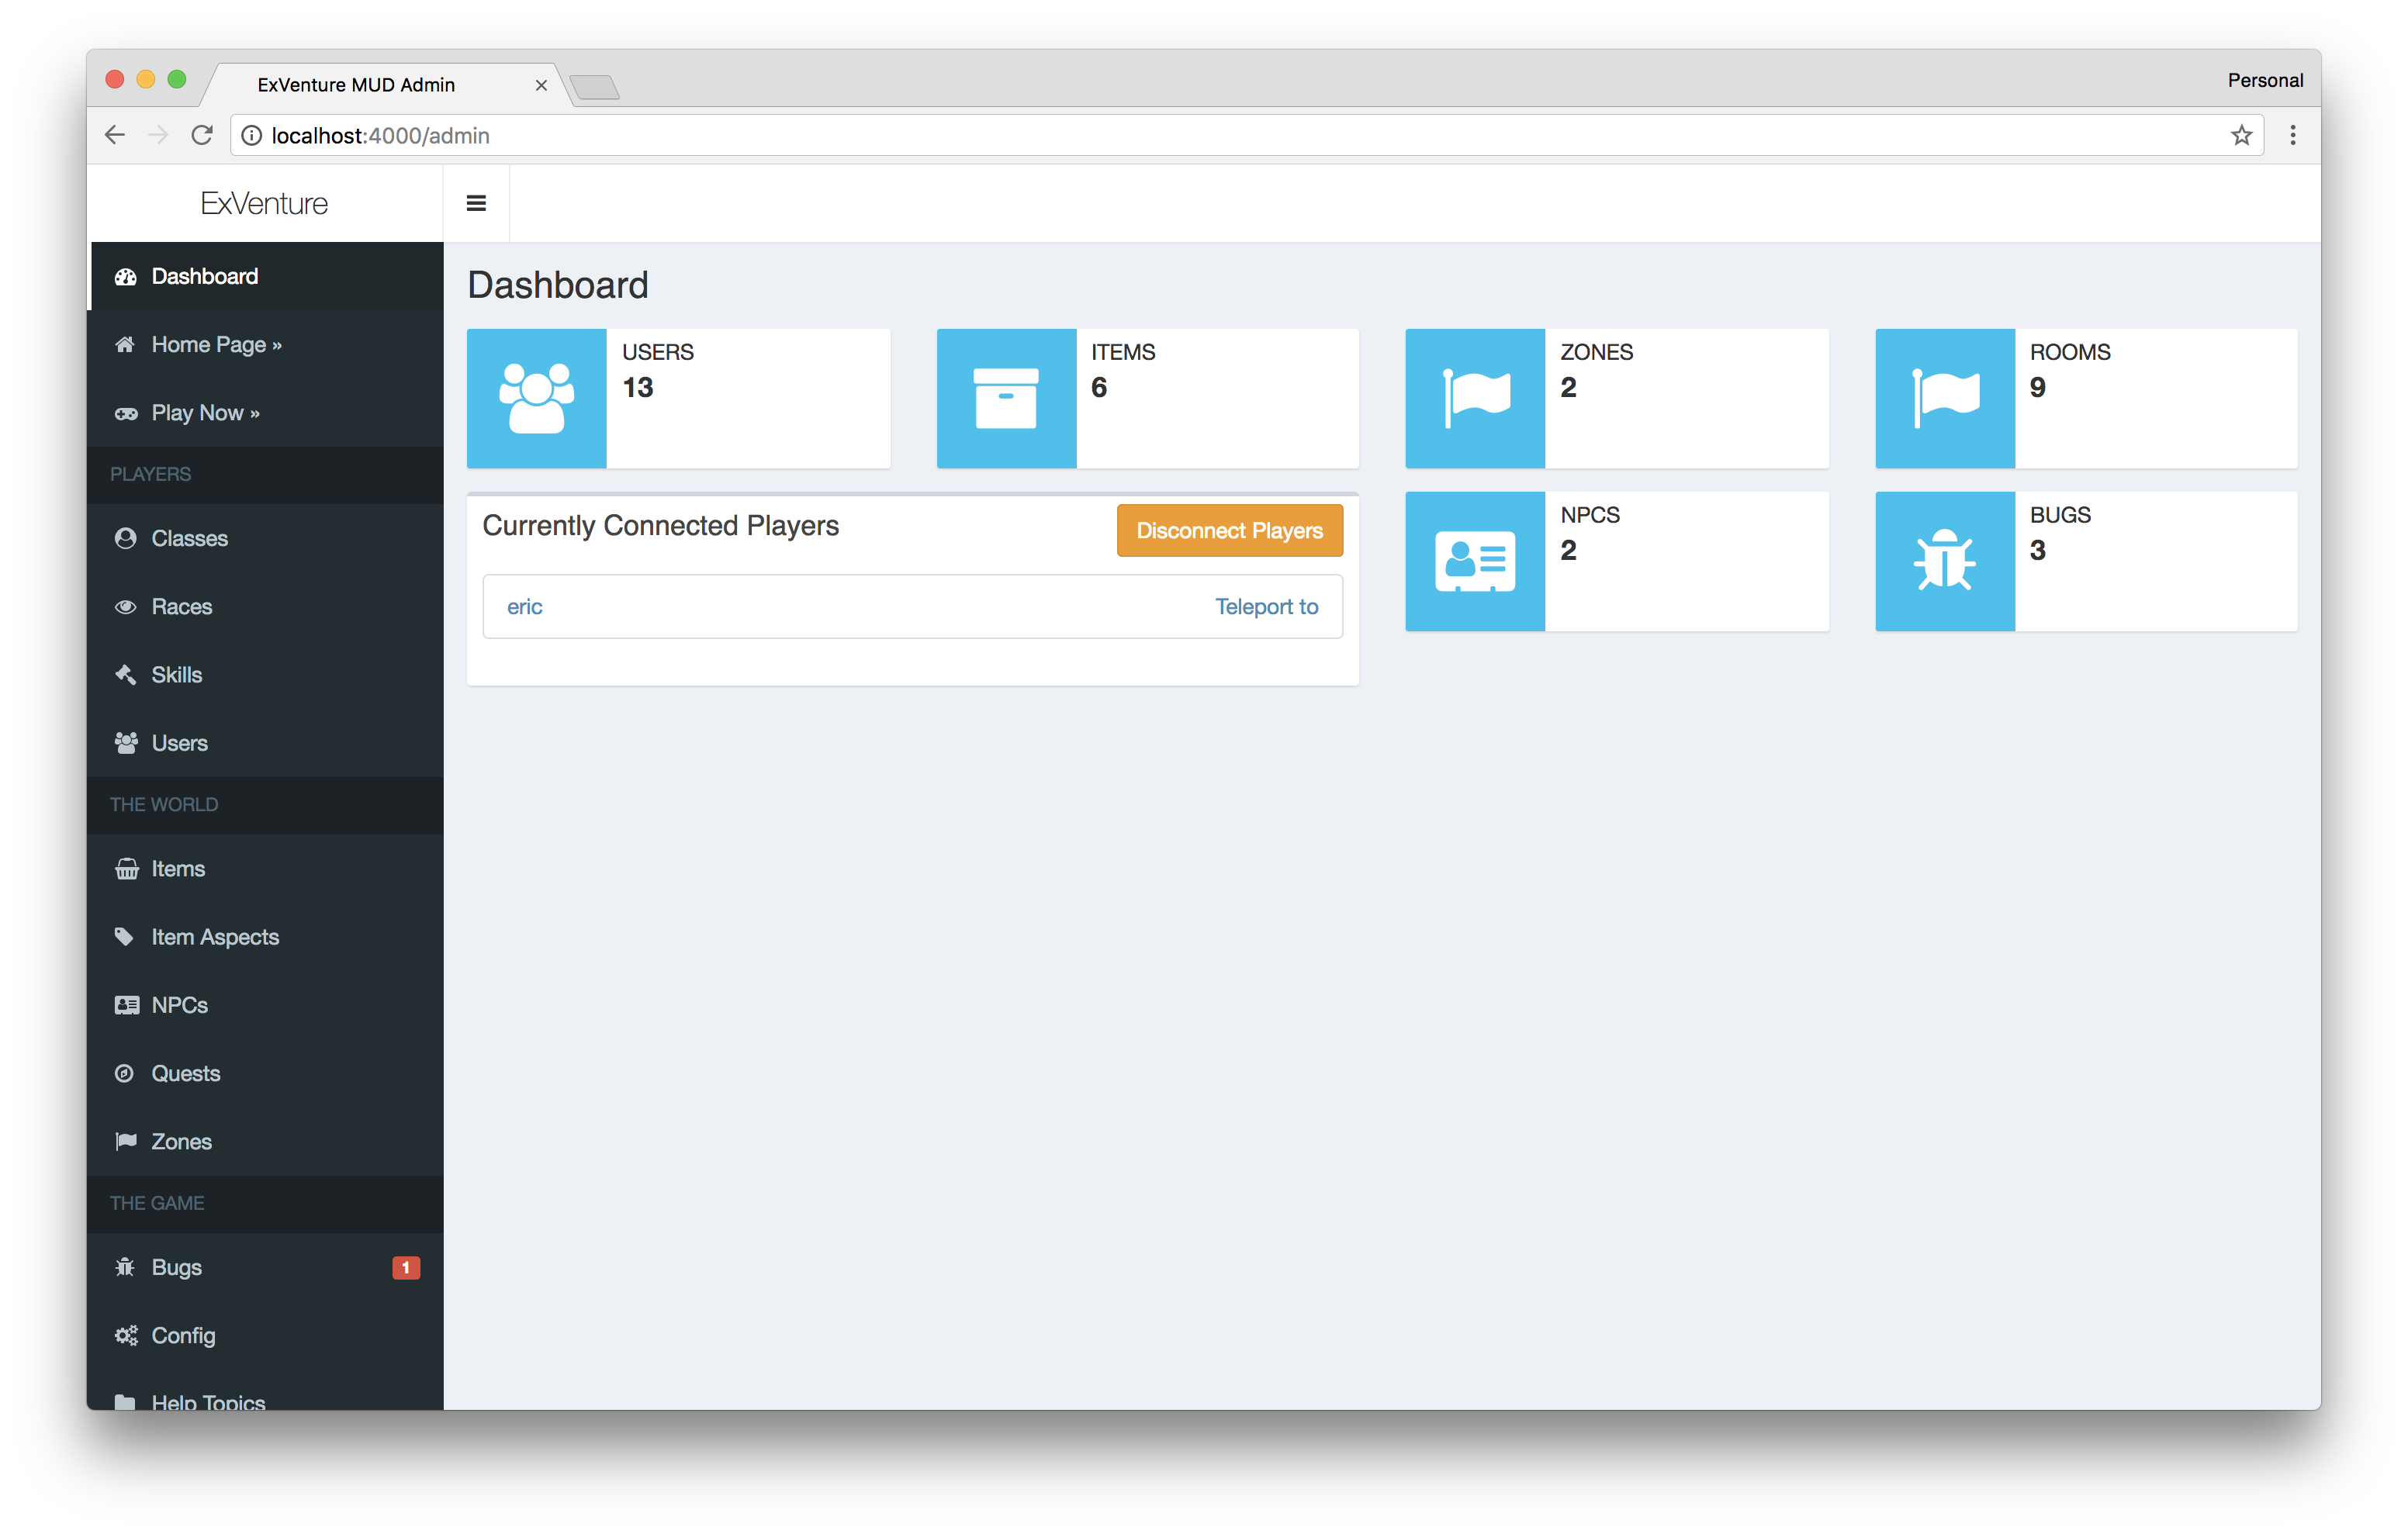 ExVenture MUD Admin
Personal
localhost:4000/admin
ExVenture
Dashboard
Home Page »
Play Now »
PLAYERS
Classes
Races
Skills
Users
THE WORLD
Items
Item Aspects
NPCs
Quests
Zones
THE GAME
Bugs 1
Config
Help Topics
Dashboard
USERS
13
ITEMS
6
ZONES
2
ROOMS
9
Currently Connected Players
Disconnect Players
eric
Teleport to
NPCS
2
BUGS
3